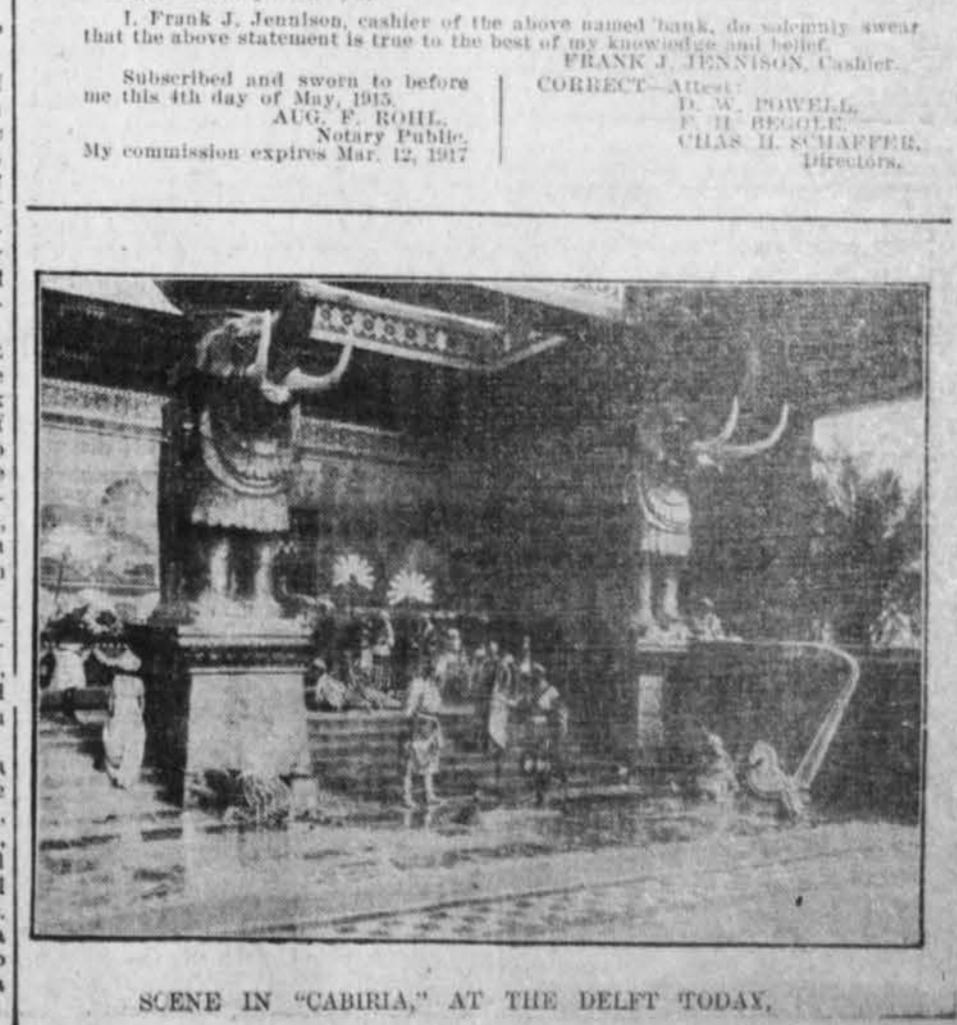 I, Frank J. Jennison, cashier of the above named bank, do solemnly swear
that the above statement is true to the best of my knowledge and belief.
FRANK J. JENNISON, Cashier.
Subscribed and sworn to before
me this 4th day of May, 1915.
AUG. F. ROHL,
Notary Public.
My commission expires Mar. 12, 1917
CORRECT—Attest:
D. W. POWELL,
F. H. BEGOLE,
CHAS. H. SCHAFFER,
Directors.
SCENE IN "CABIRIA," AT THE DELFT TODAY.